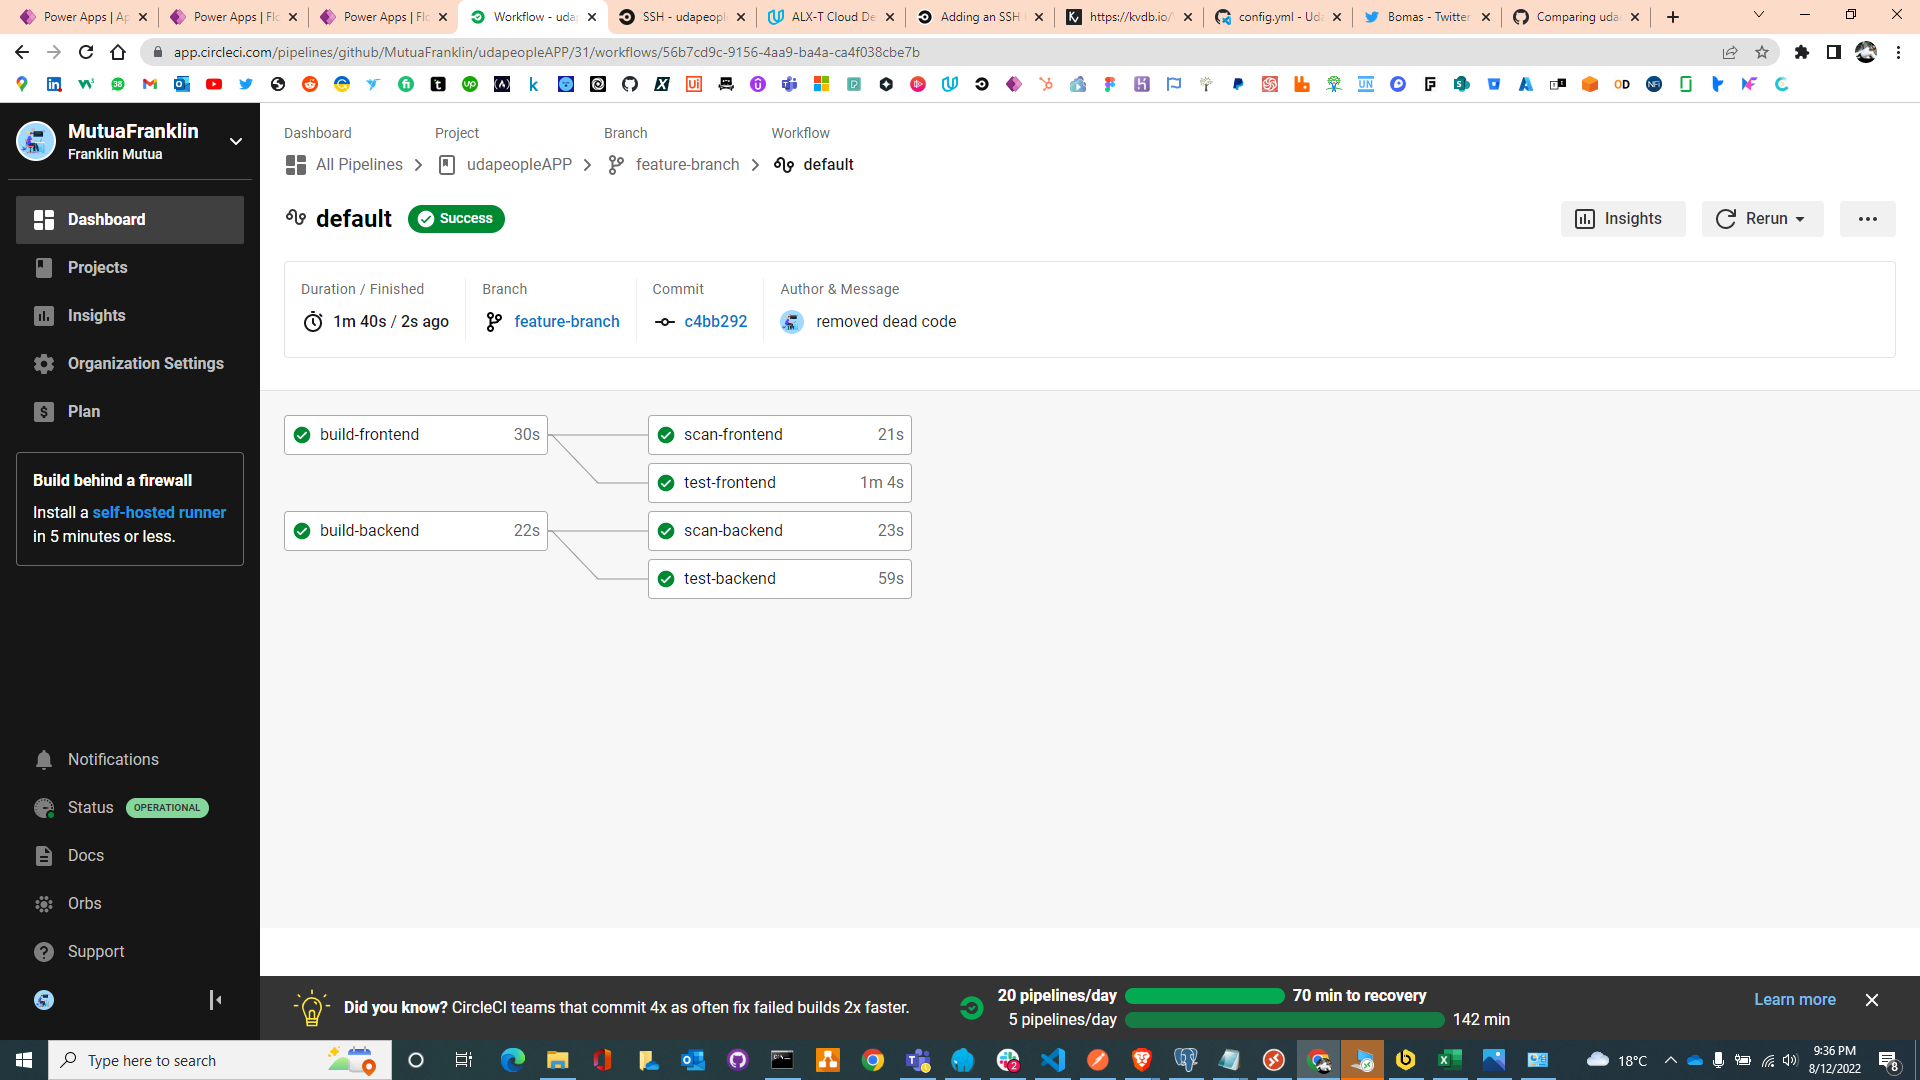 Power Apps | Ap
Power Apps | Flo
Power Apps | Flo
Workflow - udap
SSH - udapeopl
ALX-T Cloud De
Adding an SSH
https://kvdb.io/
config.yml - Uda
Bomas - Twitter
Comparing uda
app.circleci.com/pipelines/github/MutuaFranklin/udapeopleAPP/31/workflows/56b7cd9c-9156-4aa9-ba4a-ca4f038cbe7b
MutuaFranklin
Franklin Mutua
Dashboard
Projects
Insights
Organization Settings
Plan
Build behind a firewall
Install a self-hosted runner
in 5 minutes or less.
Notifications
Status OPERATIONAL
Docs
Orbs
Support
Dashboard Project Branch Workflow
All Pipelines udapeopleAPP feature-branch default
default Success
Insights Rerun
Duration / Finished Branch Commit Author & Message
1m 40s / 2s ago feature-branch c4bb292 removed dead code
build-frontend 30s scan-frontend 21s
test-frontend 1m 4s
build-backend 22s scan-backend 23s
test-backend 59s
Did you know? CircleCI teams that commit 4x as often fix failed builds 2x faster.
20 pipelines/day 70 min to recovery
5 pipelines/day 142 min
Learn more
Type here to search
18°C
9:36 PM
8/12/2022
8